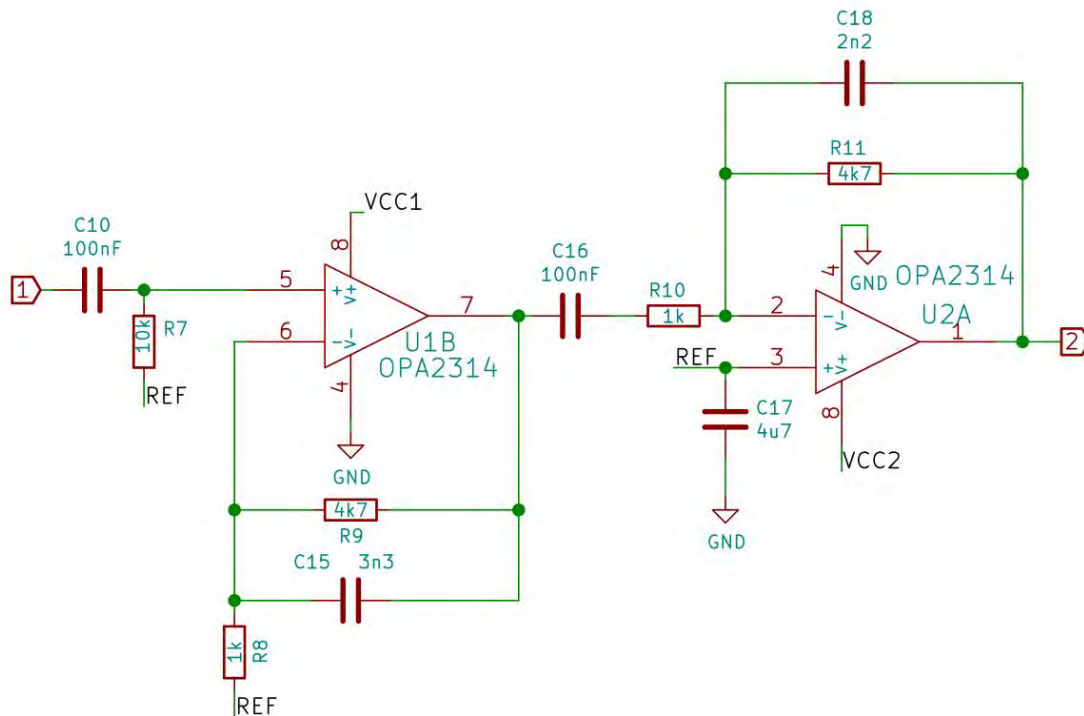 C18
2n2
R11
4k7
VCC1
C10
100nF
8
C16
100nF
4
GND
OPA2314
U2A
1
5
+
V+
7
R10
1k
2
-
V-
1
2
10k
R7
6
-
V-
U1B
OPA2314
REF
3
+
V+
REF
4
C17
4u7
8
VCC2
GND
GND
4k7
R9
C15
3n3
1k
R8
REF